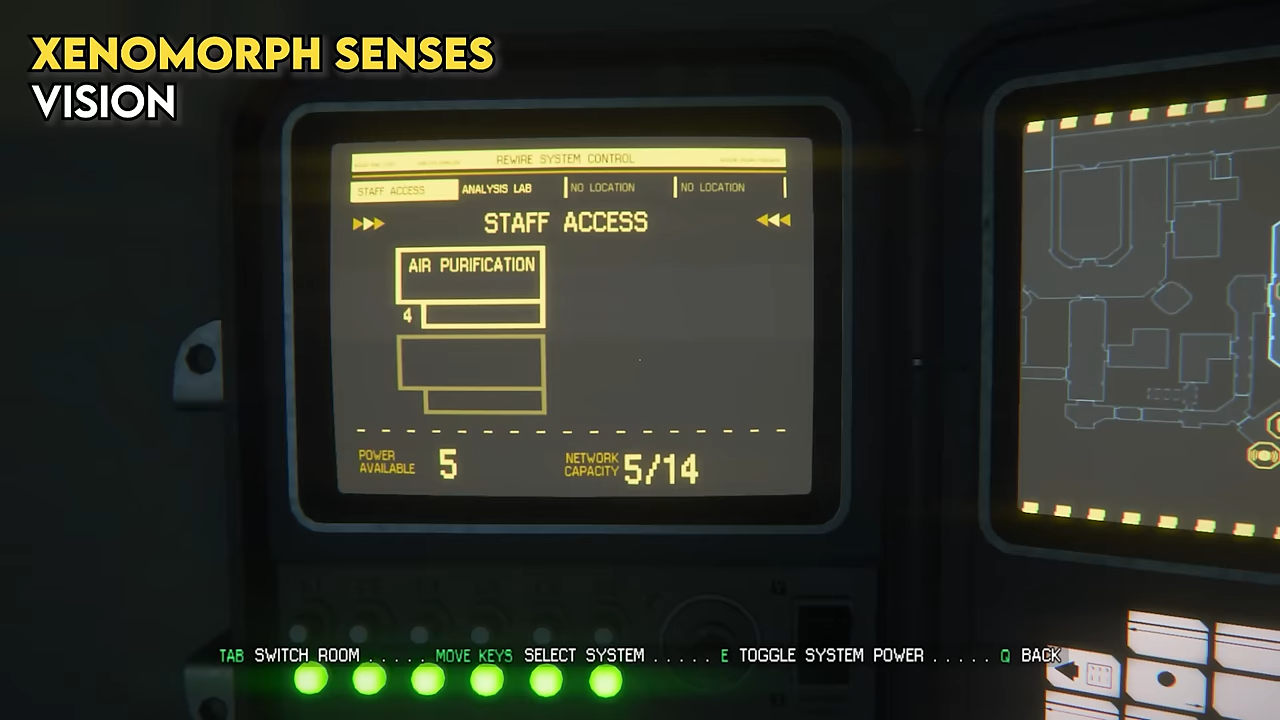 XENOMORPH SENSES
VISION
REWIRE SYSTEM CONTROL
STAFF ACCESS ANALYSIS LAB NO LOCATION NO LOCATION
STAFF ACCESS
AIR PURIFICATION
4
POWER AVAILABLE 5 NETWORK CAPACITY 5/14
TAB SWITCH ROOM ..... MOVE KEYS SELECT SYSTEM ..... E TOGGLE SYSTEM POWER ..... Q BACK